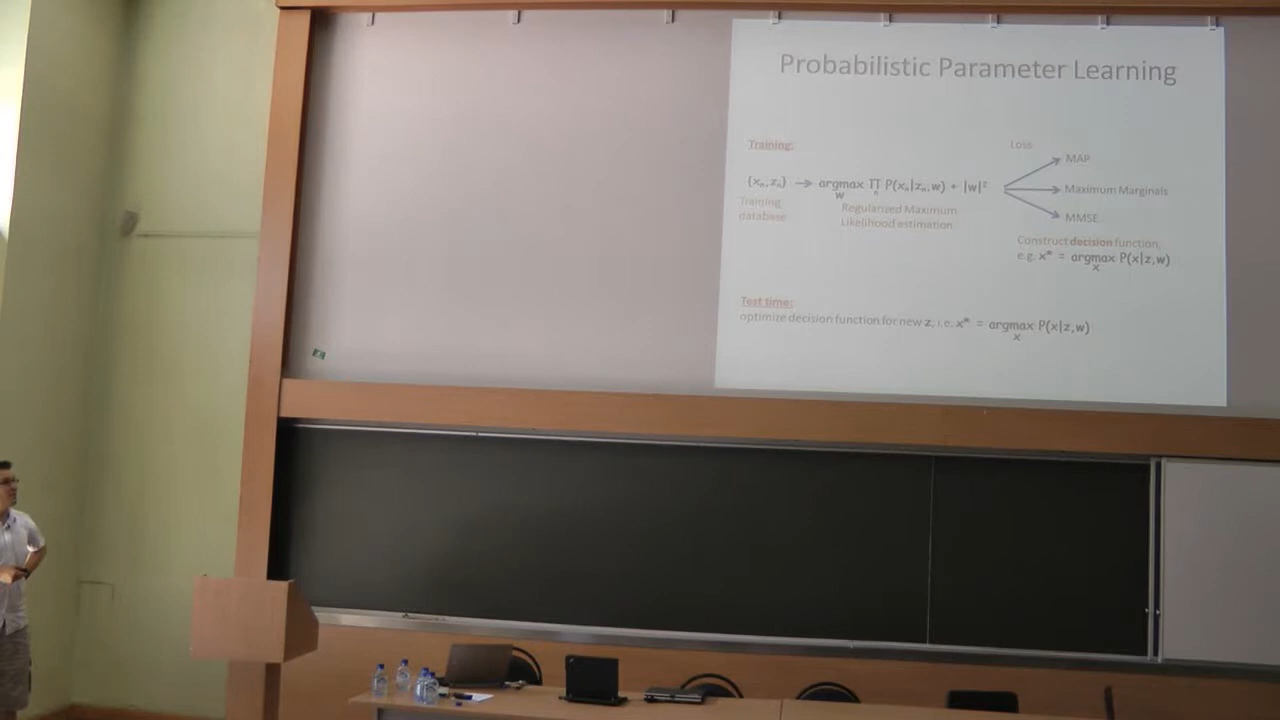 Probabilistic Parameter Learning
Training:
Loss
MAP
{xₙ,zₙ} → argmax ∏ P(xₙ|zₙ,w) + |w|²
w n
Maximum Marginals
Training
database
Regularized Maximum
Likelihood estimation
MMSE
Construct decision function,
e.g. x* = argmax P(x|z,w)
x
Test time:
optimize decision function for new z, i.e. x* = argmax P(x|z,w)
x